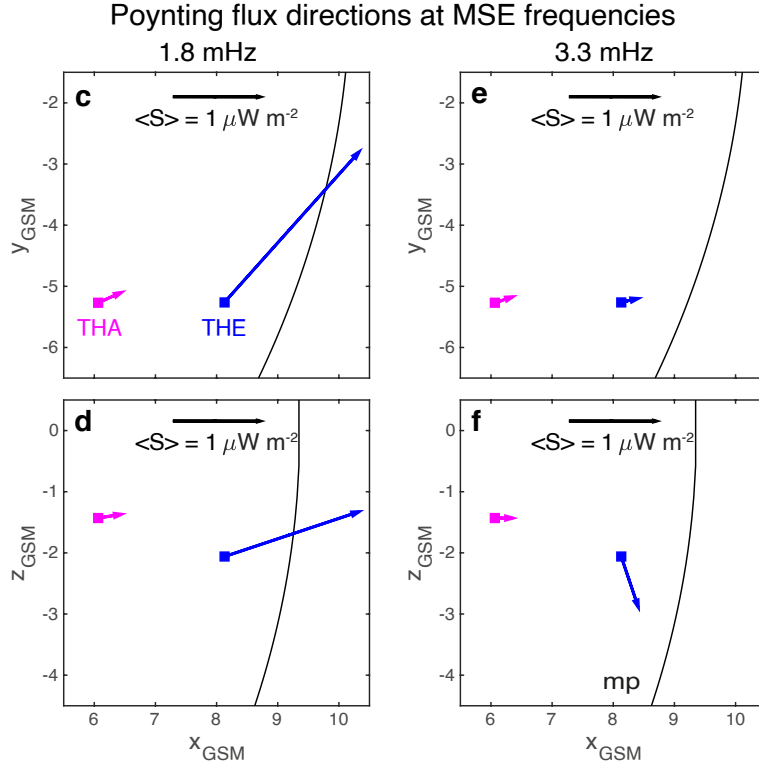 Poynting flux directions at MSE frequencies
1.8 mHz
3.3 mHz
c
<S> = 1 μW m-2
-2
-3
-4
-5
-6
yGSM
THA
THE
e
<S> = 1 μW m-2
-2
-3
-4
-5
-6
yGSM
d
<S> = 1 μW m-2
0
-1
-2
-3
-4
zGSM
6 7 8 9 10
xGSM
f
<S> = 1 μW m-2
0
-1
-2
-3
-4
zGSM
mp
6 7 8 9 10
xGSM